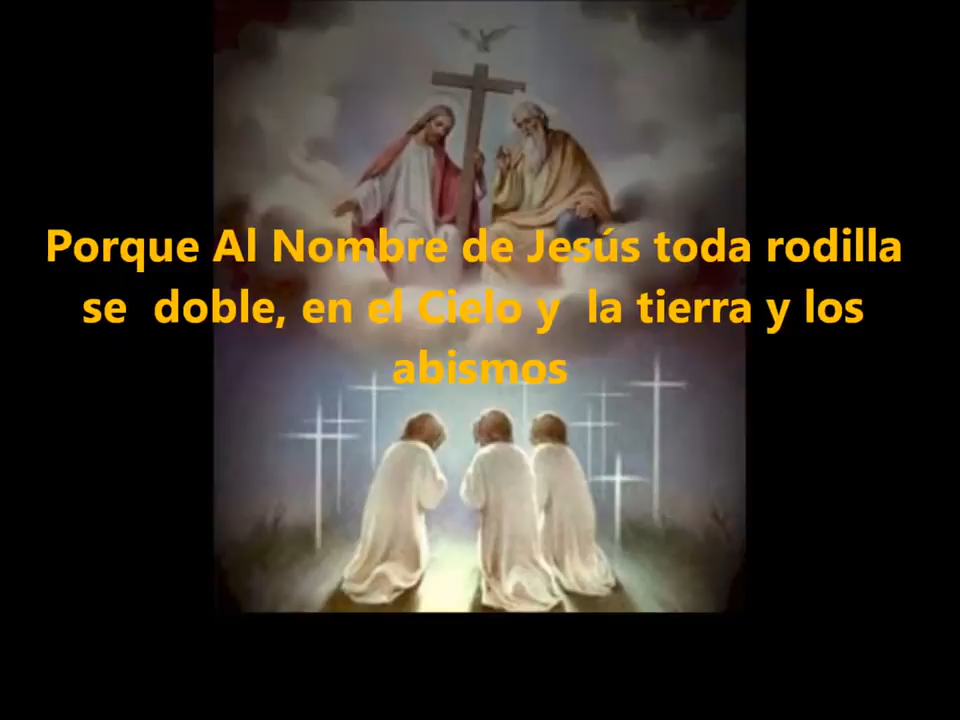 Porque Al Nombre de Jesús toda rodilla
se  doble, en el Cielo y  la tierra y los
abismos